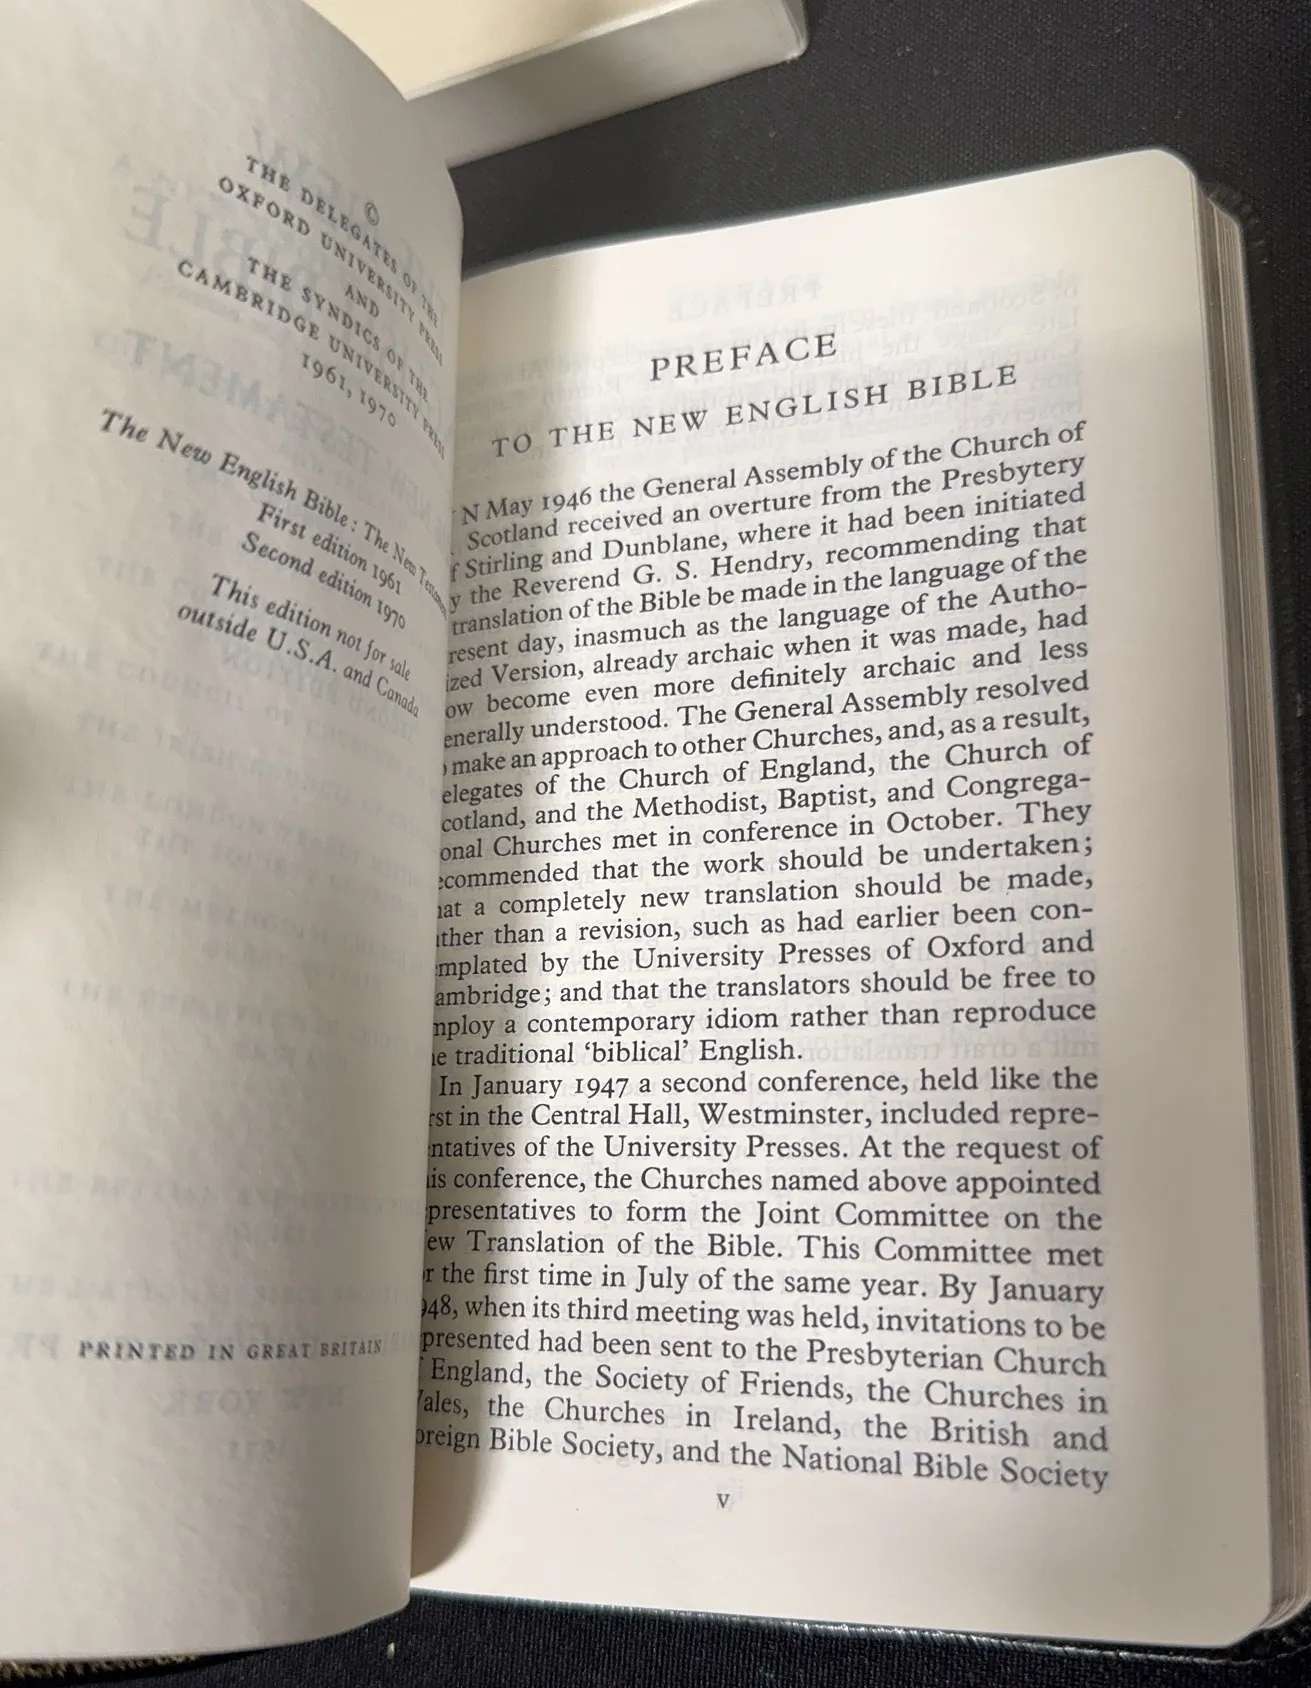 ©
THE DELEGATES OF THE
OXFORD UNIVERSITY PRESS
AND
THE SYNDICS OF THE
CAMBRIDGE UNIVERSITY PRESS
1961, 1970
The New English Bible: The New Testament
First edition 1961
Second edition 1970
This edition not for sale
outside U.S.A. and Canada
PRINTED IN GREAT BRITAIN
PREFACE
TO THE NEW ENGLISH BIBLE
N May 1946 the General Assembly of the Church of
Scotland received an overture from the Presbytery
f Stirling and Dunblane, where it had been initiated
y the Reverend G. S. Hendry, recommending that
translation of the Bible be made in the language of the
resent day, inasmuch as the language of the Autho-
ized Version, already archaic when it was made, had
ow become even more definitely archaic and less
enerally understood. The General Assembly resolved
make an approach to other Churches, and, as a result,
elegates of the Church of England, the Church of
cotland, and the Methodist, Baptist, and Congrega-
onal Churches met in conference in October. They
ecommended that the work should be undertaken;
at a completely new translation should be made,
ther than a revision, such as had earlier been con-
mplated by the University Presses of Oxford and
ambridge; and that the translators should be free to
mploy a contemporary idiom rather than reproduce
e traditional ‘biblical’ English.
In January 1947 a second conference, held like the
rst in the Central Hall, Westminster, included repre-
ntatives of the University Presses. At the request of
is conference, the Churches named above appointed
presentatives to form the Joint Committee on the
ew Translation of the Bible. This Committee met
r the first time in July of the same year. By January
948, when its third meeting was held, invitations to be
presented had been sent to the Presbyterian Church
England, the Society of Friends, the Churches in
ales, the Churches in Ireland, the British and
oreign Bible Society, and the National Bible Society
v